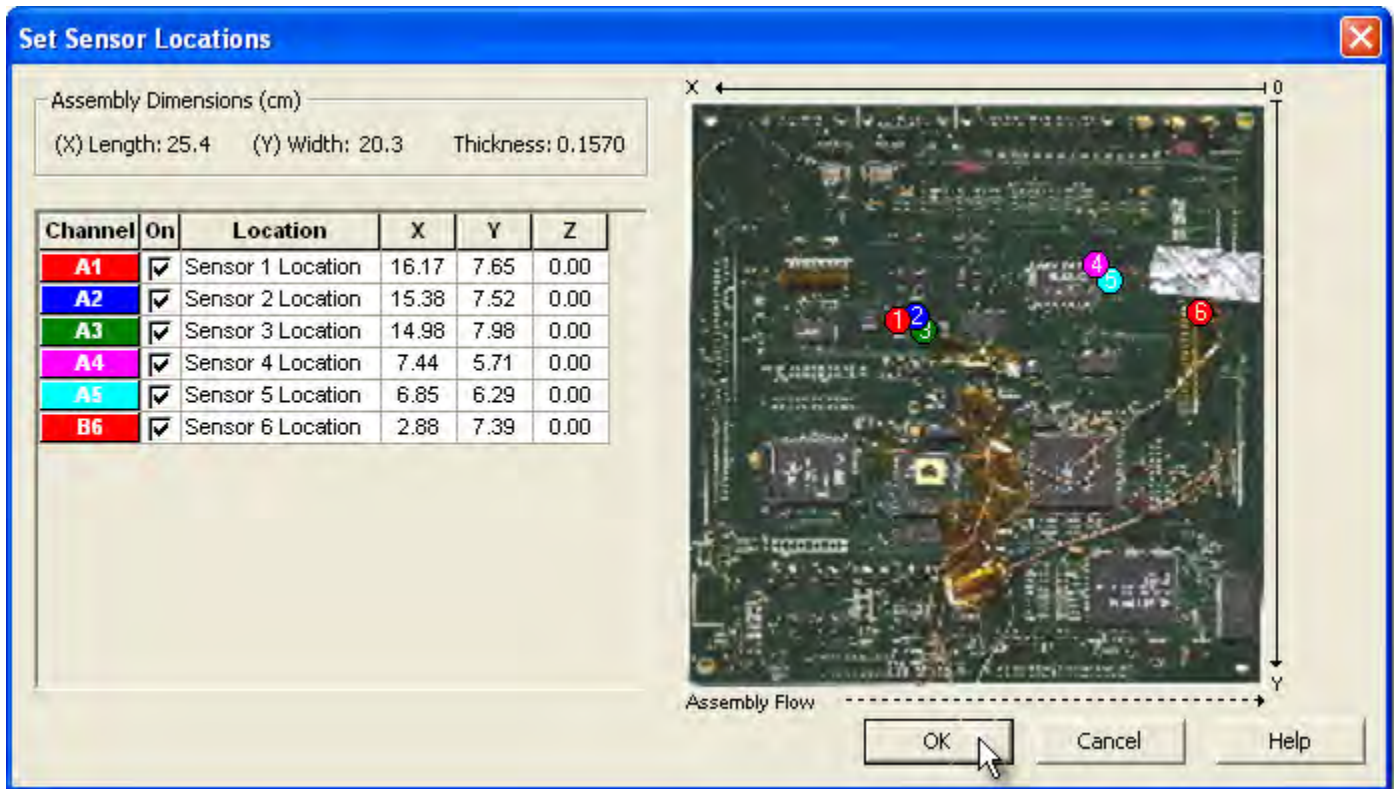 Set Sensor Locations
Assembly Dimensions (cm)
(X) Length: 25.4 (Y) Width: 20.3 Thickness: 0.1570
Channel On Location X Y Z
A1 Sensor 1 Location 16.17 7.65 0.00
A2 Sensor 2 Location 15.38 7.52 0.00
A3 Sensor 3 Location 14.98 7.98 0.00
A4 Sensor 4 Location 7.44 5.71 0.00
A5 Sensor 5 Location 6.85 6.29 0.00
B6 Sensor 6 Location 2.88 7.39 0.00
X 0
4
5
6
1 2
3
Y
Assembly Flow
OK Cancel Help